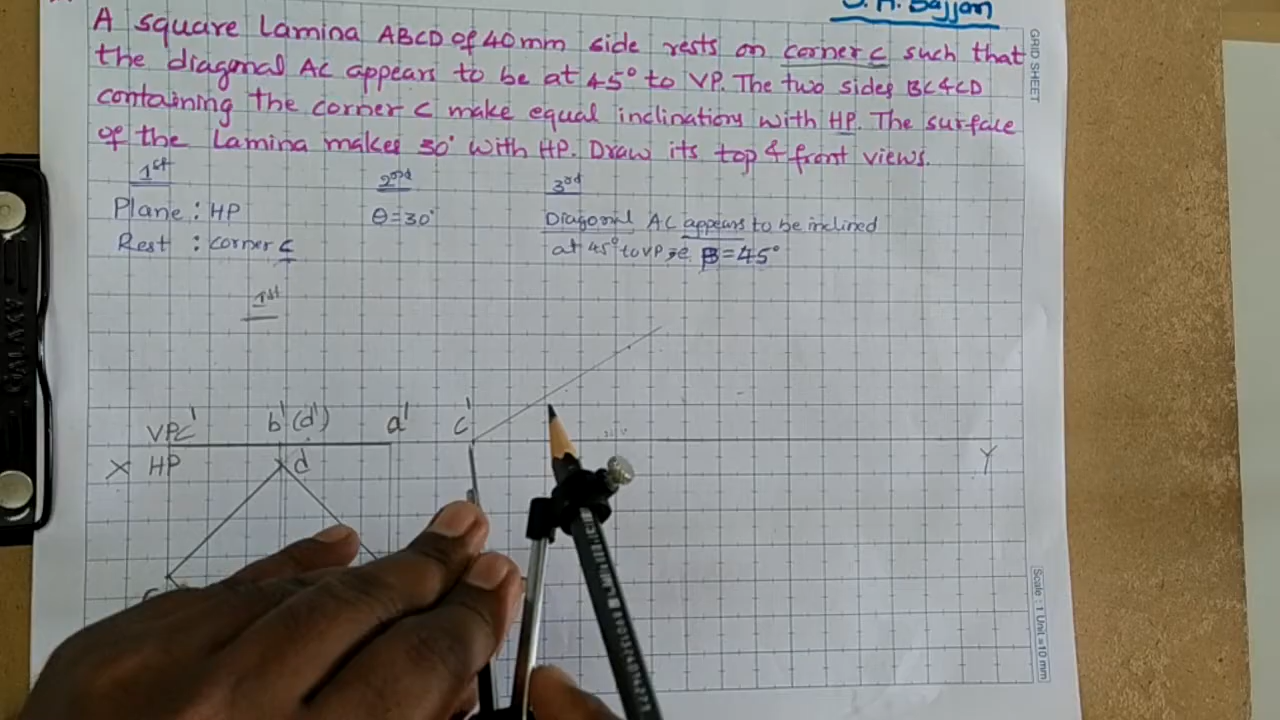 A square Lamina ABCD of 40mm side rests on corner C such that
the diagonal AC appears to be at 45° to VP. The two sides BC & CD
containing the corner C make equal inclinations with HP. The surface
of the Lamina makes 30° with HP. Draw its top & front views.
1st
2nd
3rd
Plane : HP
θ = 30°
Diagonal AC appears to be inclined
Rest : corner C
at 45° to VP ie β = 45°
1st
VP c' b' (d') a' c'
X HP d Y
GRID SHEET
Scale : 1 Unit = 10 mm